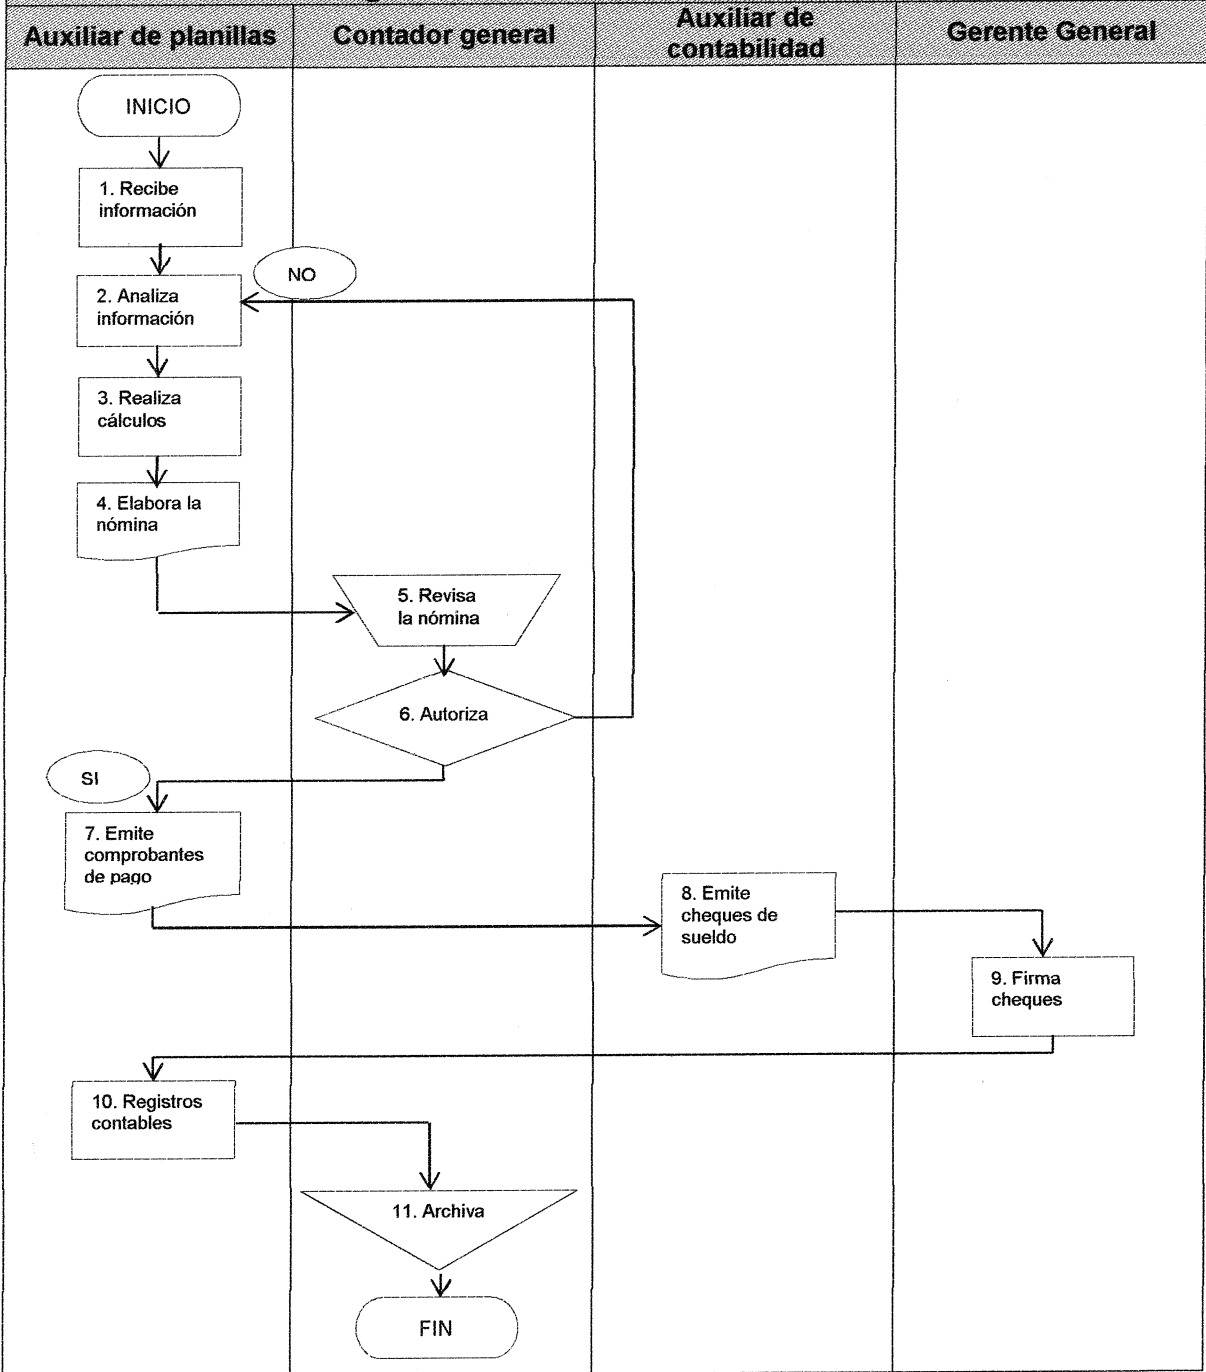 Auxiliar de planillas
Contador general
Auxiliar de
contabilidad
Gerente General
INICIO
1. Recibe
información
NO
2. Analiza
información
3. Realiza
cálculos
4. Elabora la
nómina
5. Revisa
la nómina
6. Autoriza
SI
7. Emite
comprobantes
de pago
8. Emite
cheques de
sueldo
9. Firma
cheques
10. Registros
contables
11. Archiva
FIN